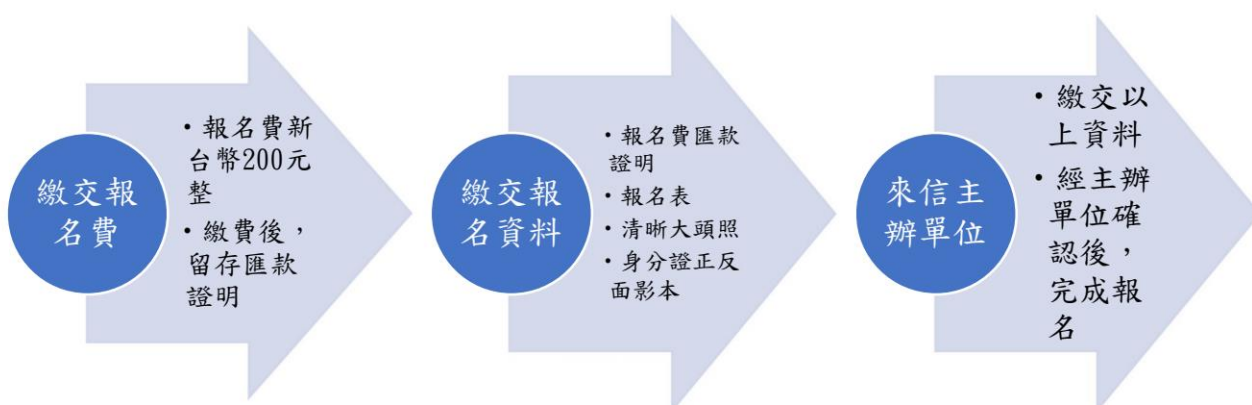 繳交報
名費
・報名費新
台幣200元
整
・繳費後，
留存匯款
證明
繳交報
名資料
・報名費匯款
證明
・報名表
・清晰大頭照
・身分證正反
面影本
來信主
辦單位
・繳交以
上資料
・經主辦
單位確
認後，
完成報
名